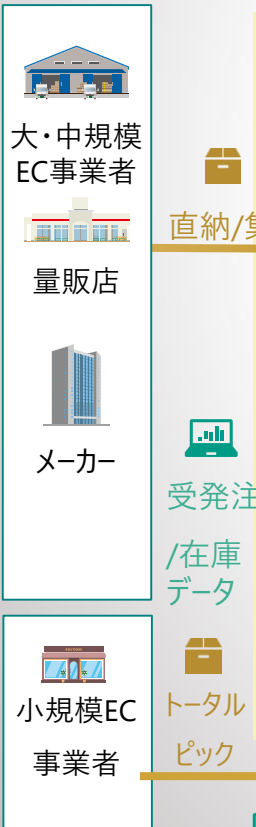 大・中規模
EC事業者
量販店
メーカー
小規模EC
事業者
直納/集
受発注
/在庫
データ
トータル
ピック